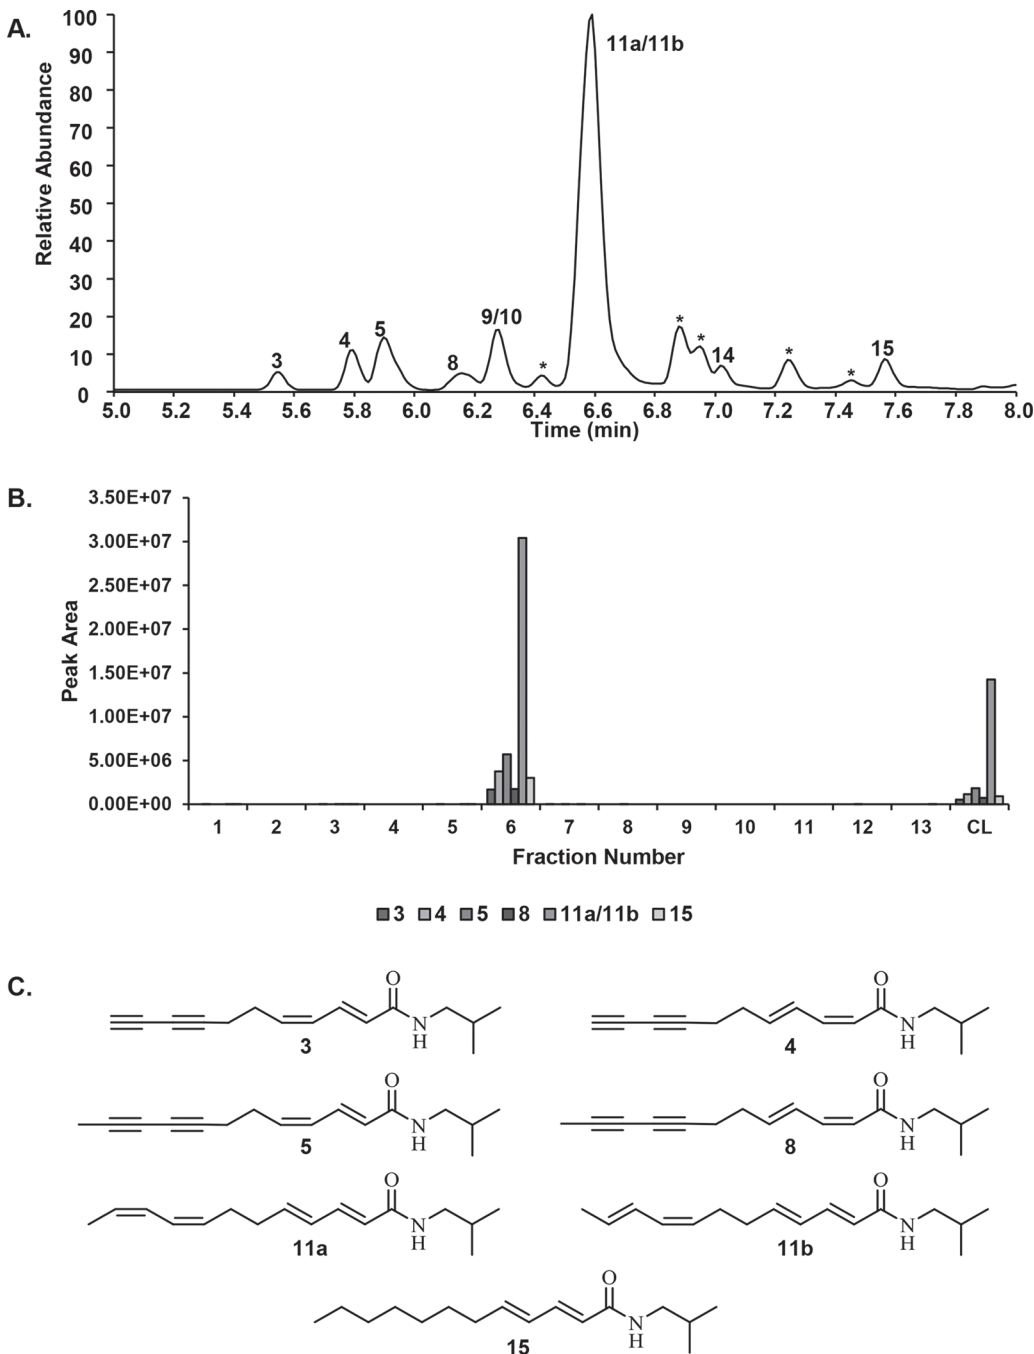 A.
Relative Abundance
100
90
80
70
60
50
40
30
20
10
0
3
4
5
8
9/10
*
11a/11b
*
*
14
*
*
15
5.0 5.2 5.4 5.6 5.8 6.0 6.2 6.4 6.6 6.8 7.0 7.2 7.4 7.6 7.8 8.0
Time (min)
B.
Peak Area
3.50E+07
3.00E+07
2.50E+07
2.00E+07
1.50E+07
1.00E+07
5.00E+06
0.00E+00
1 2 3 4 5 6 7 8 9 10 11 12 13 CL
Fraction Number
3 4 5 8 11a/11b 15
C.
O
N
H
3
O
N
H
4
O
N
H
5
O
N
H
8
O
N
H
11a
O
N
H
11b
O
N
H
15